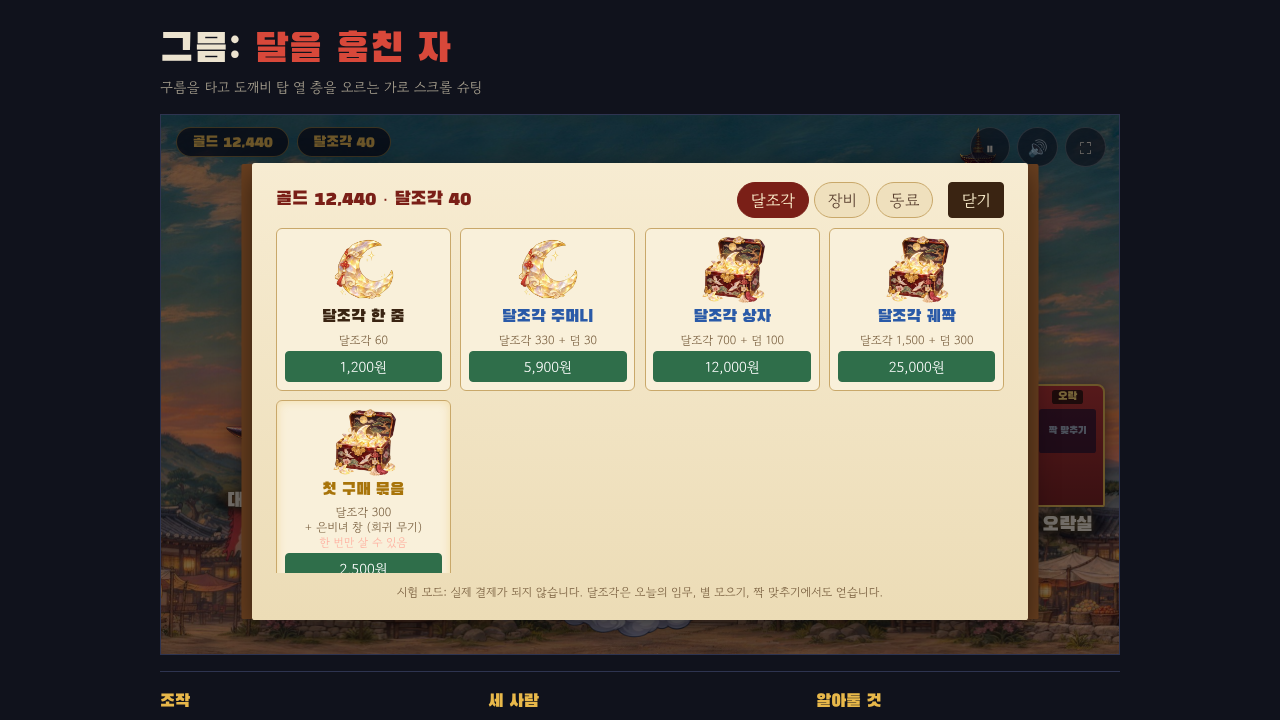 그믐: 달을 훔친 자
구름을 타고 도깨비 탑 열 층을 오르는 가로 스크롤 슈팅
골드 12,440 달조각 40
골드 12,440 · 달조각 40
달조각 장비 동료 닫기
달조각 한 줌
달조각 60
1,200원
달조각 주머니
달조각 330 + 덤 30
5,900원
달조각 상자
달조각 700 + 덤 100
12,000원
달조각 궤짝
달조각 1,500 + 덤 300
25,000원
첫 구매 묶음
달조각 300
+ 은비녀 창 (희귀 무기)
한 번만 살 수 있음
2,500원
시험 모드: 실제 결제가 되지 않습니다. 달조각은 오늘의 임무, 별 모으기, 짝 맞추기에서도 얻습니다.
대
오락
짝 맞추기
오락실
조작 세 사람 알아둘 것